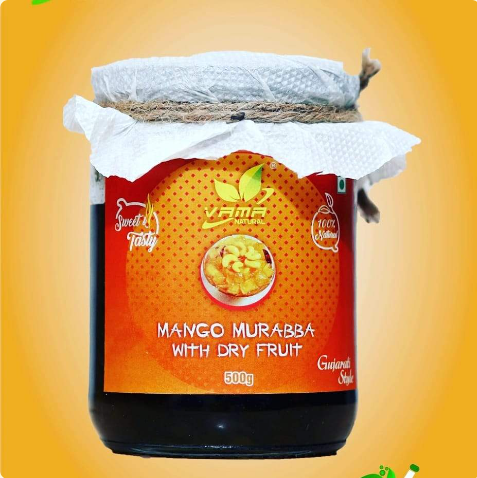 VAMA
NATURAL
®
Sweet &
Tasty
100%
Natural
MANGO MURABBA
WITH DRY FRUIT
500g
Gujarati
Style